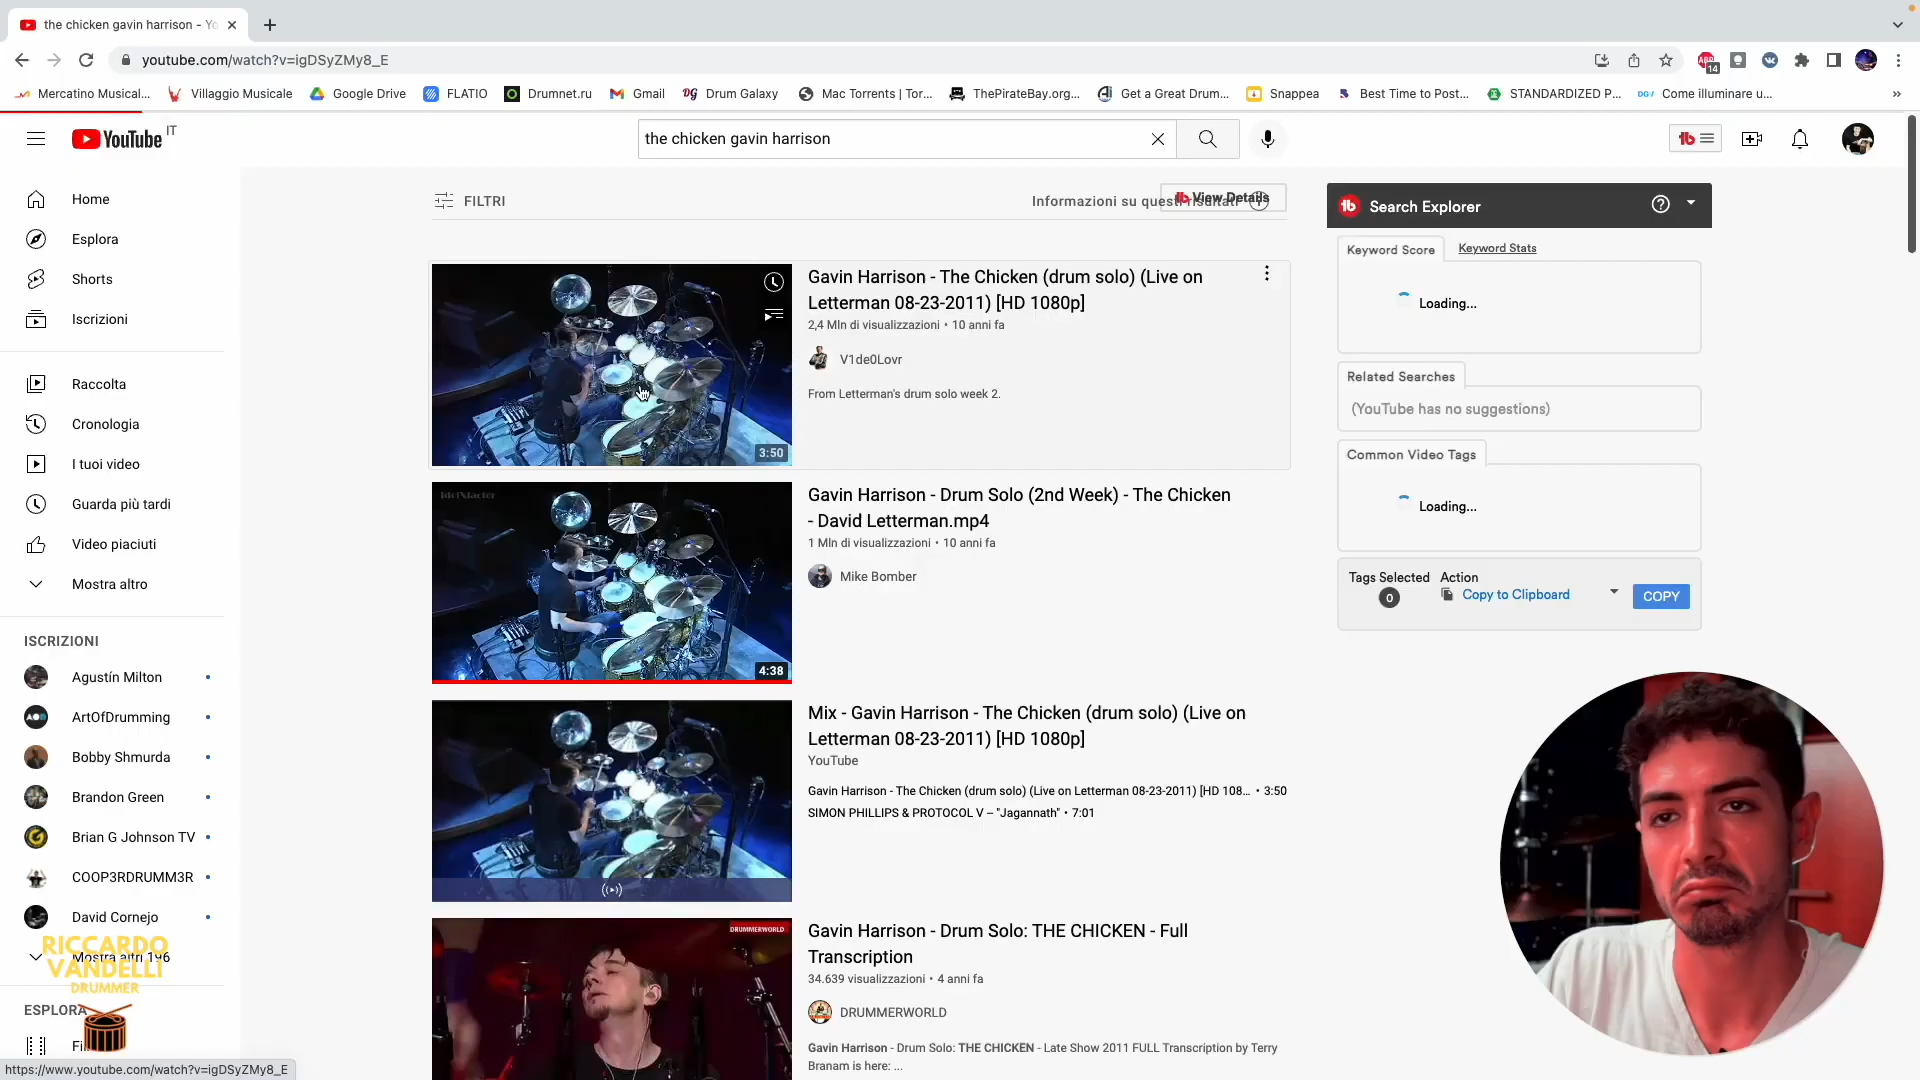 the chicken gavin harrison - Yo
youtube.com/watch?v=igDSyZMy8_E
14
Mercatino Musical...
Villaggio Musicale
Google Drive
FLATIO
Drumnet.ru
Gmail
Drum Galaxy
Mac Torrents | Tor...
ThePirateBay.org...
Get a Great Drum...
Snappea
Best Time to Post...
STANDARDIZED P...
Come illuminare u...
YouTube IT
the chicken gavin harrison
Home
Esplora
Shorts
Iscrizioni
Raccolta
Cronologia
I tuoi video
Guarda più tardi
Video piaciuti
Mostra altro
ISCRIZIONI
Agustín Milton
ArtOfDrumming
Bobby Shmurda
Brandon Green
Brian G Johnson TV
COOP3RDRUMM3R
David Cornejo
Mostra altri 196
RICCARDO
VANDELLI
DRUMMER
ESPLORA
https://www.youtube.com/watch?v=igDSyZMy8_E
FILTRI
Informazioni su questi risultati
View Details
Gavin Harrison - The Chicken (drum solo) (Live on
Letterman 08-23-2011) [HD 1080p]
2,4 Mln di visualizzazioni • 10 anni fa
V1de0Lovr
From Letterman's drum solo week 2.
3:50
Gavin Harrison - Drum Solo (2nd Week) - The Chicken
- David Letterman.mp4
1 Mln di visualizzazioni • 10 anni fa
Mike Bomber
4:38
Mix - Gavin Harrison - The Chicken (drum solo) (Live on
Letterman 08-23-2011) [HD 1080p]
YouTube
Gavin Harrison - The Chicken (drum solo) (Live on Letterman 08-23-2011) [HD 108... • 3:50
SIMON PHILLIPS & PROTOCOL V – "Jagannath" • 7:01
DRUMMERWORLD
Gavin Harrison - Drum Solo: THE CHICKEN - Full
Transcription
34.639 visualizzazioni • 4 anni fa
DRUMMERWORLD
Gavin Harrison - Drum Solo: THE CHICKEN - Late Show 2011 FULL Transcription by Terry
Branam is here: ...
Search Explorer
Keyword Score
Keyword Stats
Loading...
Related Searches
(YouTube has no suggestions)
Common Video Tags
Loading...
Tags Selected
0
Action
Copy to Clipboard
COPY